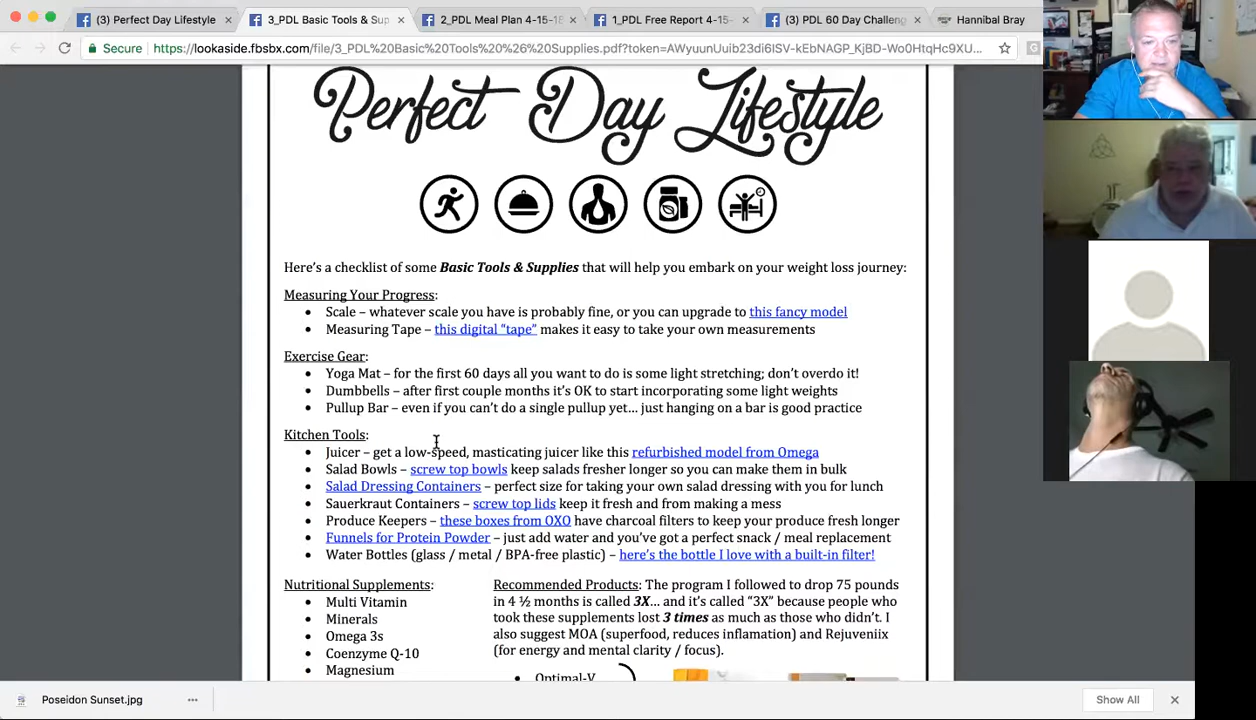 (3) Perfect Day Lifestyle
3_PDL Basic Tools & Sup
2_PDL Meal Plan 4-15-18
1_PDL Free Report 4-15-
(3) PDL 60 Day Challeng
Hannibal Bray
Secure
https://lookaside.fbsbx.com/file/3_PDL%20Basic%20Tools%20%26%20Supplies.pdf?token=
Perfect Day Lifestyle
Here's a checklist of some Basic Tools & Supplies that will help you embark on your weight loss journey:
Measuring Your Progress:
• Scale – whatever scale you have is probably fine, or you can upgrade to this fancy model
• Measuring Tape – this digital "tape" makes it easy to take your own measurements
Exercise Gear:
• Yoga Mat – for the first 60 days all you want to do is some light stretching; don't overdo it!
• Dumbbells – after first couple months it's OK to start incorporating some light weights
• Pullup Bar – even if you can't do a single pullup yet… just hanging on a bar is good practice
Kitchen Tools:
• Juicer – get a low-speed, masticating juicer like this refurbished model from Omega
• Salad Bowls – screw top bowls keep salads fresher longer so you can make them in bulk
• Salad Dressing Containers – perfect size for taking your own salad dressing with you for lunch
• Sauerkraut Containers – screw top lids keep it fresh and from making a mess
• Produce Keepers – these boxes from OXO have charcoal filters to keep your produce fresh longer
• Funnels for Protein Powder – just add water and you've got a perfect snack / meal replacement
• Water Bottles (glass / metal / BPA-free plastic) – here's the bottle I love with a built-in filter!
Nutritional Supplements:
• Multi Vitamin
• Minerals
• Omega 3s
• Coenzyme Q-10
• Magnesium
Recommended Products: The program I followed to drop 75 pounds
in 4 ½ months is called 3X… and it's called "3X" because people who
took these supplements lost 3 times as much as those who didn't. I
also suggest MOA (superfood, reduces inflamation) and Rejuveniix
(for energy and mental clarity / focus).
• Optimal-V
Poseidon Sunset.jpg
Show All